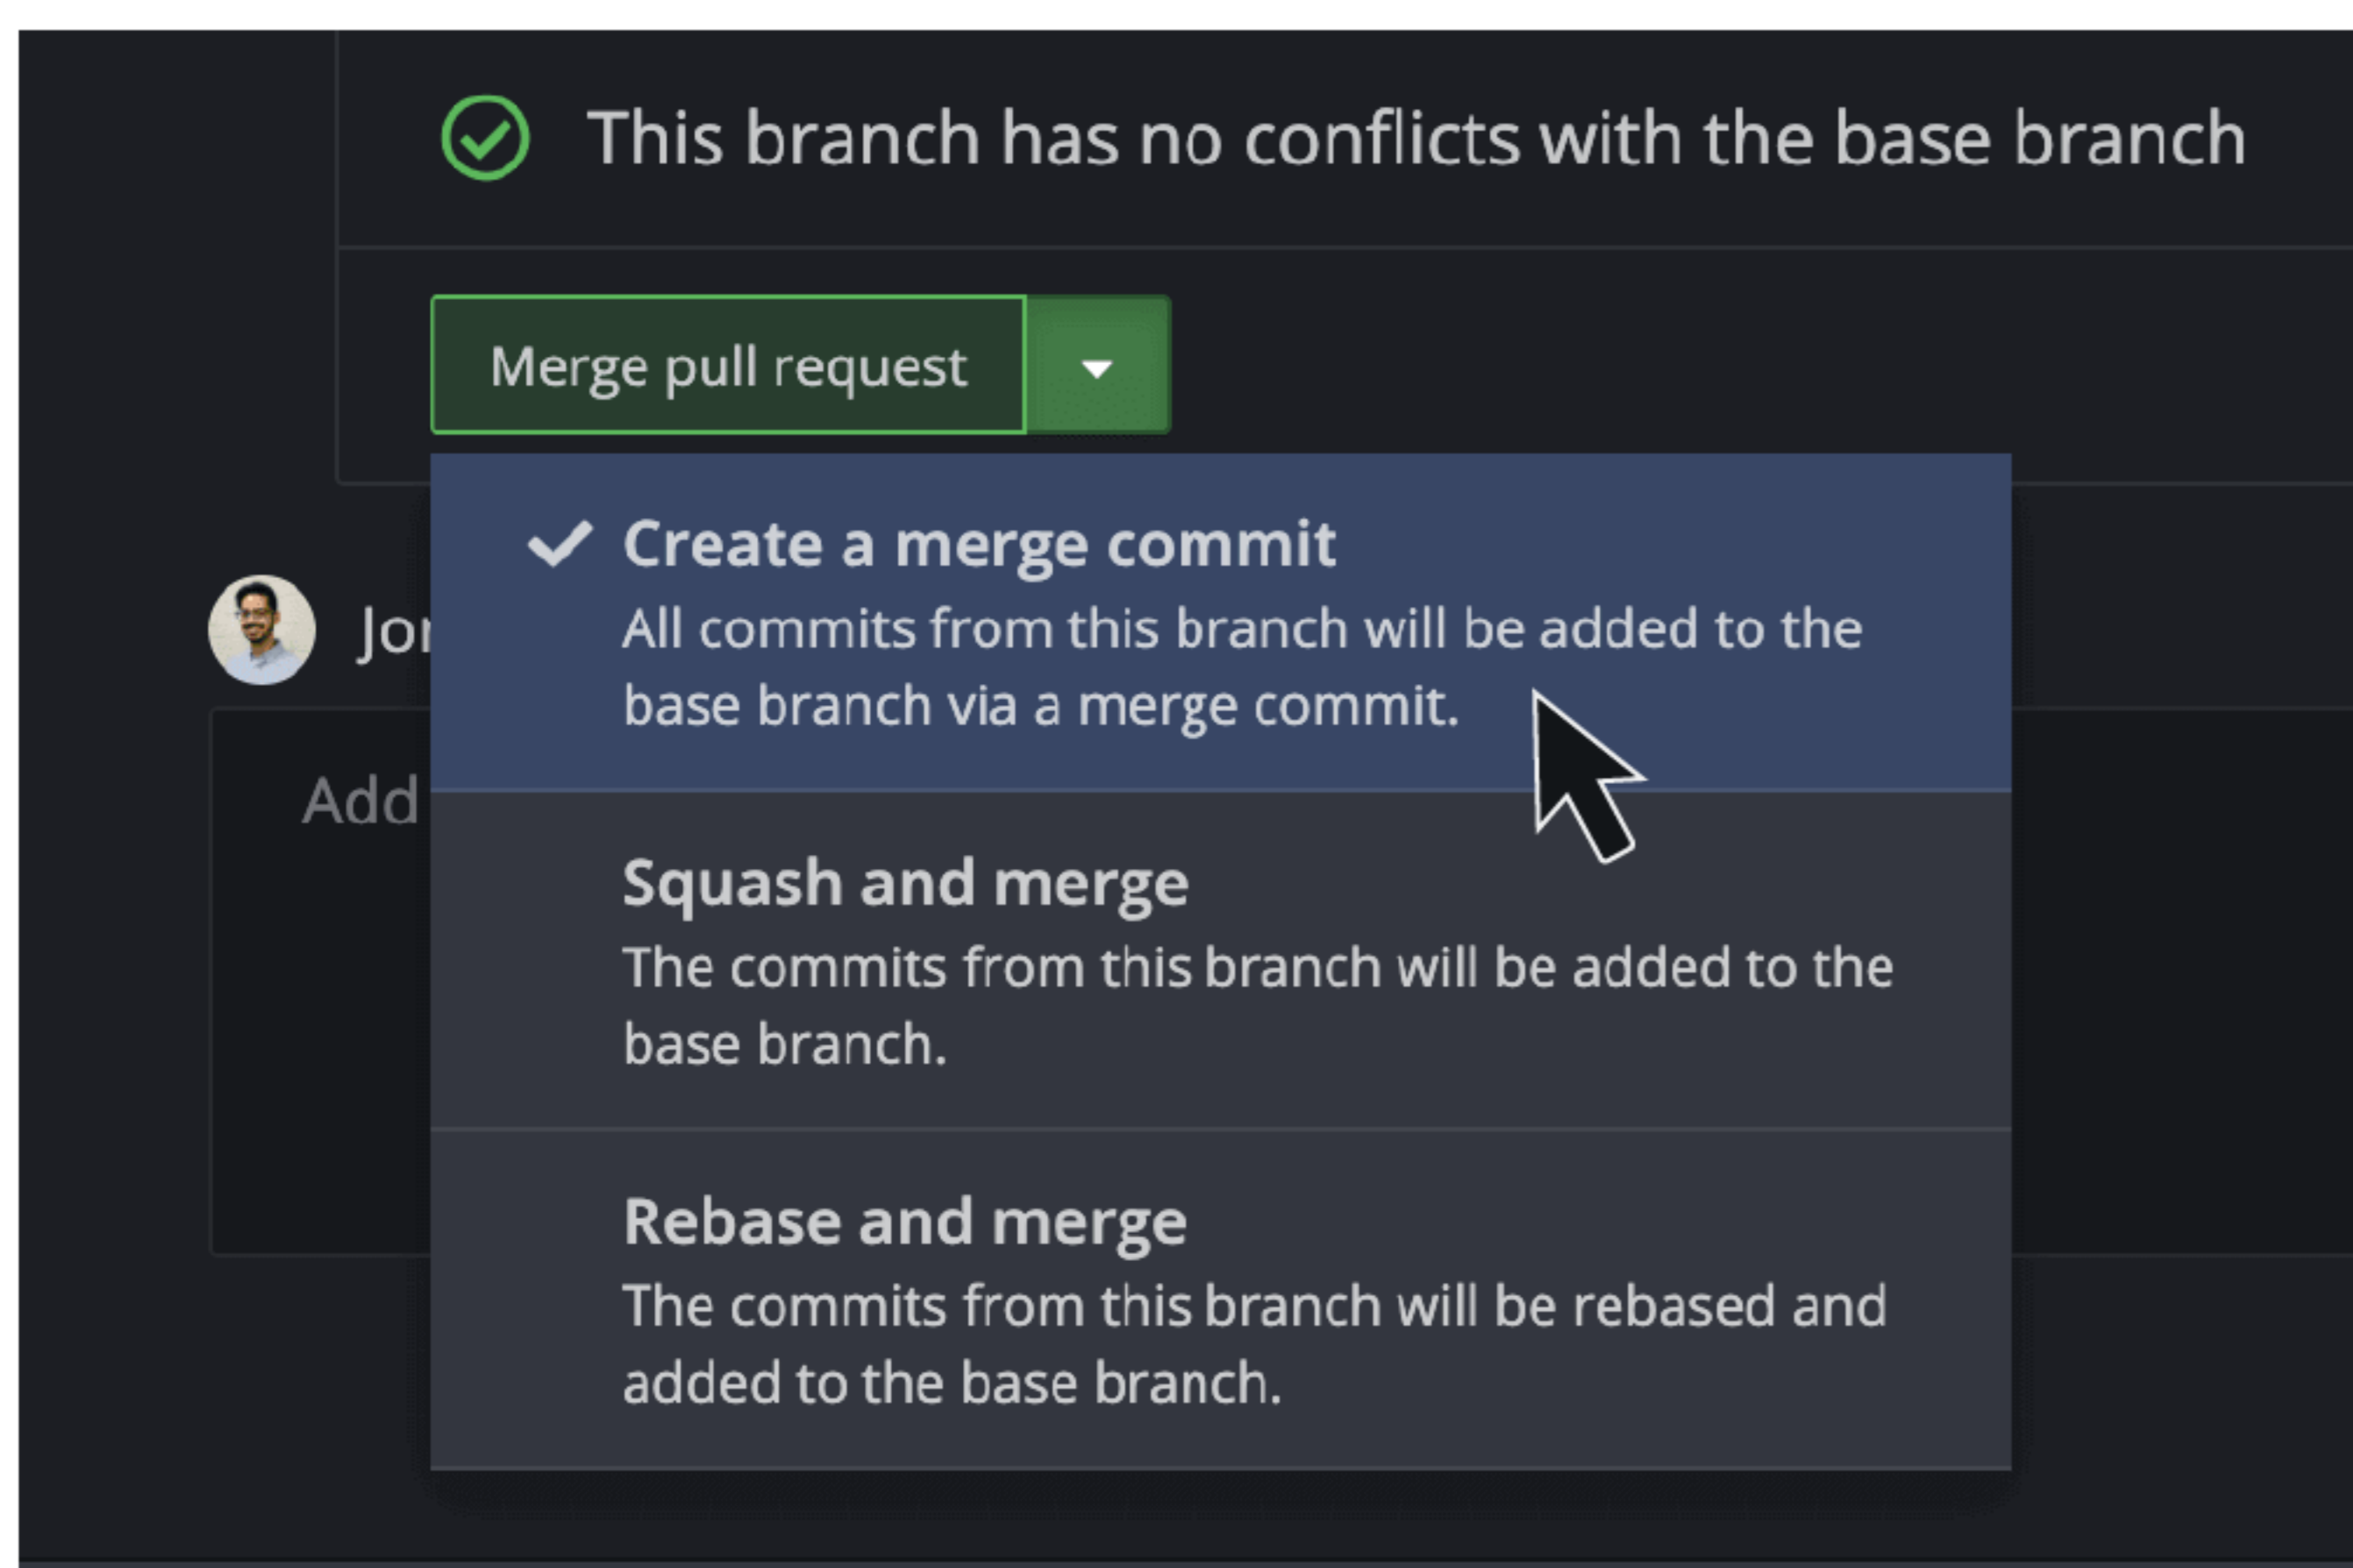 This branch has no conflicts with the base branch
Merge pull request
Create a merge commit
All commits from this branch will be added to the
base branch via a merge commit.
Jor
Add
Squash and merge
The commits from this branch will be added to the
base branch.
Rebase and merge
The commits from this branch will be rebased and
added to the base branch.